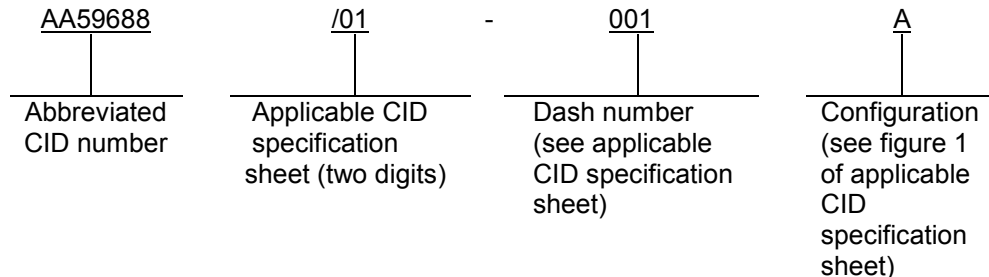 AA59688 /01 - 001 A
Abbreviated CID number
Applicable CID specification sheet (two digits)
Dash number (see applicable CID specification sheet)
Configuration (see figure 1 of applicable CID specification sheet)